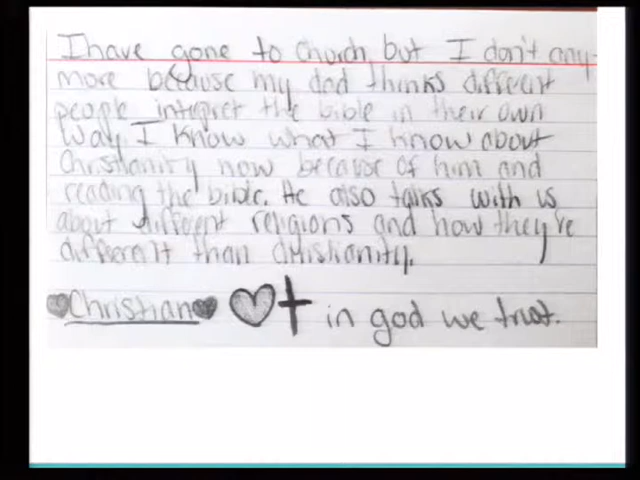 I have gone to church, but I don't any-
more because my dad thinks different
people interpret the bible in their own
way I know what I know about
Christianity now because of him and
reading the bible. He also talks with us
about different religions and how they're
different than christianity.
Christian in god we trust.